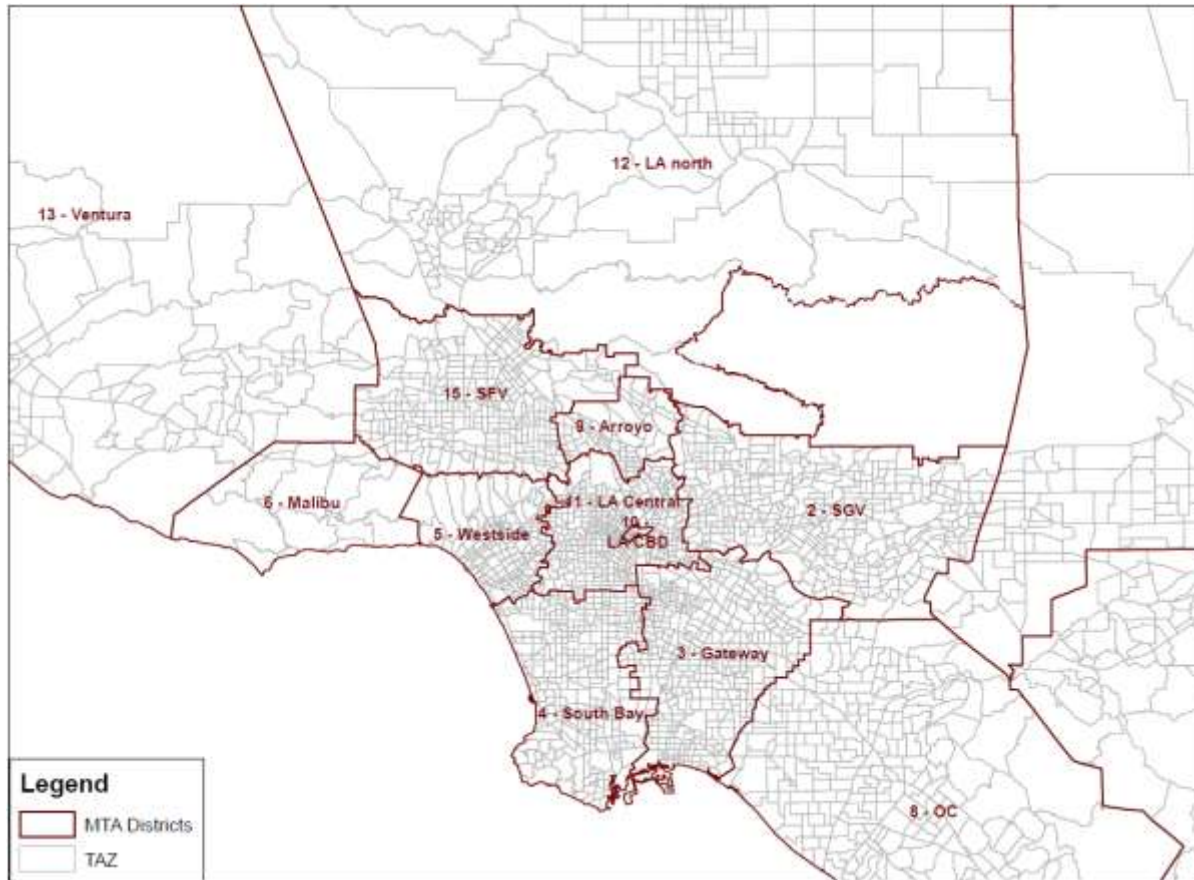 12 - LA north
13 - Ventura
15 - SFV
9 - Arroyo
6 - Malibu
11 - LA Central
10 -
LA CBD
2 - SGV
5 - Westside
3 - Gateway
4 - South Bay
8 - OC
Legend
MTA Districts
TAZ